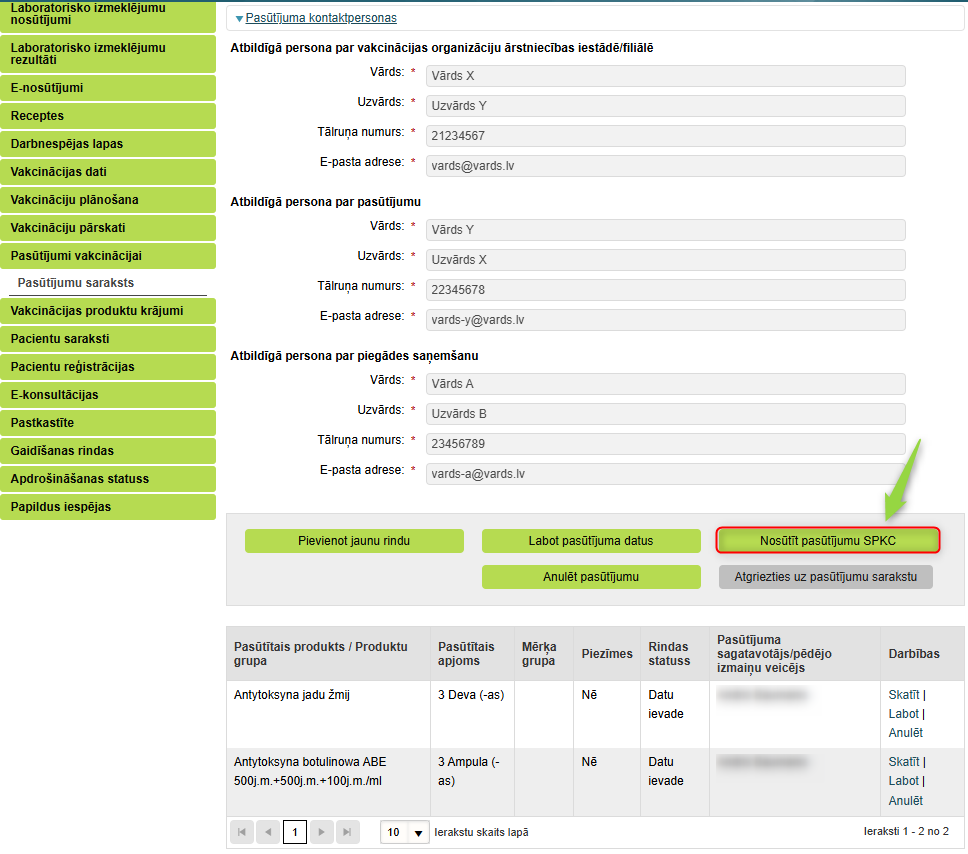 Laboratorisko izmeklējumu
nosūtījumi
Laboratorisko izmeklējumu
rezultāti
E-nosūtījumi
Receptes
Darbnespējas lapas
Vakcinācijas dati
Vakcināciju plānošana
Vakcināciju pārskati
Pasūtījumi vakcinācijai
Pasūtījumu saraksts
Vakcinācijas produktu krājumi
Pacientu saraksti
Pacientu reģistrācijas
E-konsultācijas
Pastkastīte
Gaidīšanas rindas
Apdrošināšanas statuss
Papildus iespējas
Pasūtījuma kontaktpersonas
Atbildīgā persona par vakcinācijas organizāciju ārstniecības iestādē/filiālē
Vārds: * Vārds X
Uzvārds: * Uzvārds Y
Tālruņa numurs: * 21234567
E-pasta adrese: * vards@vards.lv
Atbildīgā persona par pasūtījumu
Vārds: * Vārds Y
Uzvārds: * Uzvārds X
Tālruņa numurs: * 22345678
E-pasta adrese: * vards-y@vards.lv
Atbildīgā persona par piegādes saņemšanu
Vārds: * Vārds A
Uzvārds: * Uzvārds B
Tālruņa numurs: * 23456789
E-pasta adrese: * vards-a@vards.lv
Pievienot jaunu rindu Labot pasūtījuma datus Nosūtīt pasūtījumu SPKC
Anulēt pasūtījumu Atgriezties uz pasūtījumu sarakstu
Pasūtītais produkts / Produktu
grupa
Pasūtītais
apjoms
Mērķa
grupa
Piezīmes
Rindas
statuss
Pasūtījuma
sagatavotājs/pēdējo
izmaiņu veicējs
Darbības
Antytoksyna jadu żmij
3 Deva (-as)
Nē
Datu
ievade
Skatīt |
Labot |
Anulēt
Antytoksyna botulinowa ABE
500j.m.+500j.m.+100j.m./ml
3 Ampula (-
as)
Nē
Datu
ievade
Skatīt |
Labot |
Anulēt
1 10 Ierakstu skaits lapā Ieraksti 1 - 2 no 2